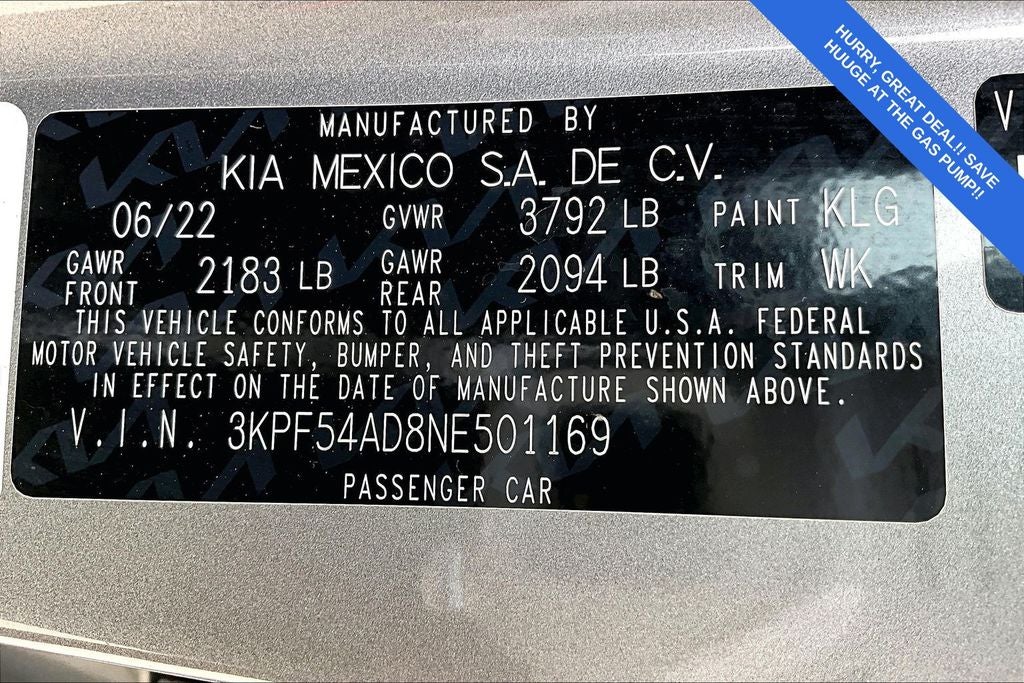 MANUFACTURED BY
KIA MEXICO S.A. DE C.V.
06/22 GVWR 3792 LB PAINT KLG
GAWR FRONT 2183 LB GAWR REAR 2094 LB TRIM WK
THIS VEHICLE CONFORMS TO ALL APPLICABLE U.S.A. FEDERAL
MOTOR VEHICLE SAFETY, BUMPER, AND THEFT PREVENTION STANDARDS
IN EFFECT ON THE DATE OF MANUFACTURE SHOWN ABOVE.
V.I.N. 3KPF54AD8NE501169
PASSENGER CAR
HURRY, GREAT DEAL!! SAVE
HUUGE AT THE GAS PUMP!!
V